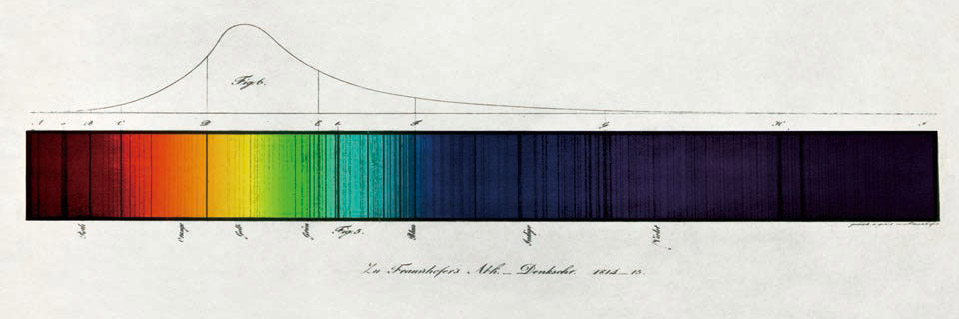 Fig. 6.
A a B C D E b F G H I
Roth Orange Gelb Grün Fig. 5. Blau Indigo Violet
Zu Fraunhofers Abh. – Denkschr. 1814–15.